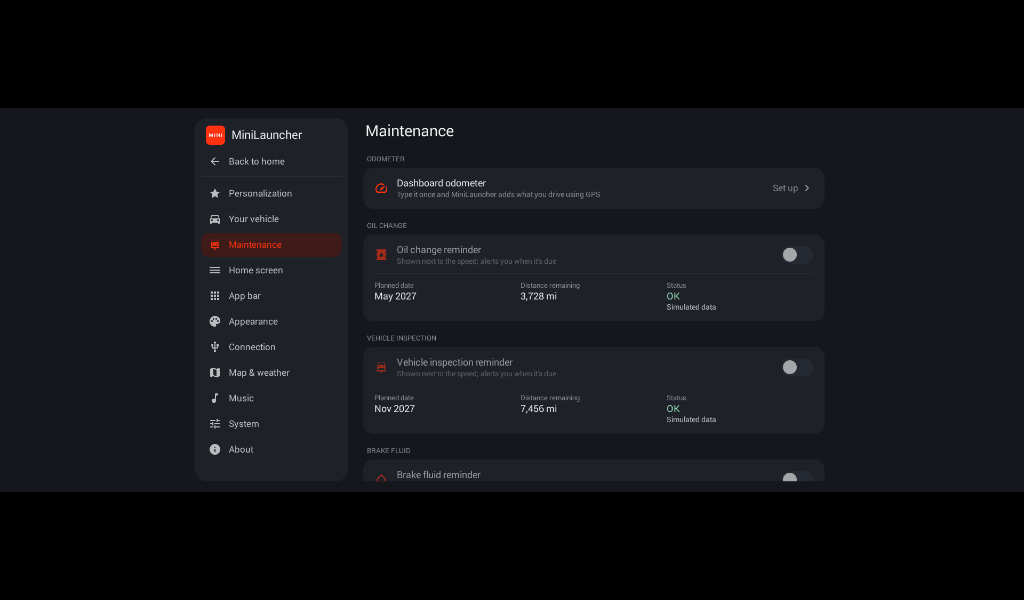 MINI
MiniLauncher
Back to home
Personalization
Your vehicle
Maintenance
Home screen
App bar
Appearance
Connection
Map & weather
Music
System
About
Maintenance
ODOMETER
Dashboard odometer
Type it once and MiniLauncher adds what you drive using GPS
Set up
OIL CHANGE
Oil change reminder
Shown next to the speed; alerts you when it's due
Planned date
Distance remaining
Status
May 2027
3,728 mi
OK
Simulated data
VEHICLE INSPECTION
Vehicle inspection reminder
Shown next to the speed; alerts you when it's due
Planned date
Distance remaining
Status
Nov 2027
7,456 mi
OK
Simulated data
BRAKE FLUID
Brake fluid reminder